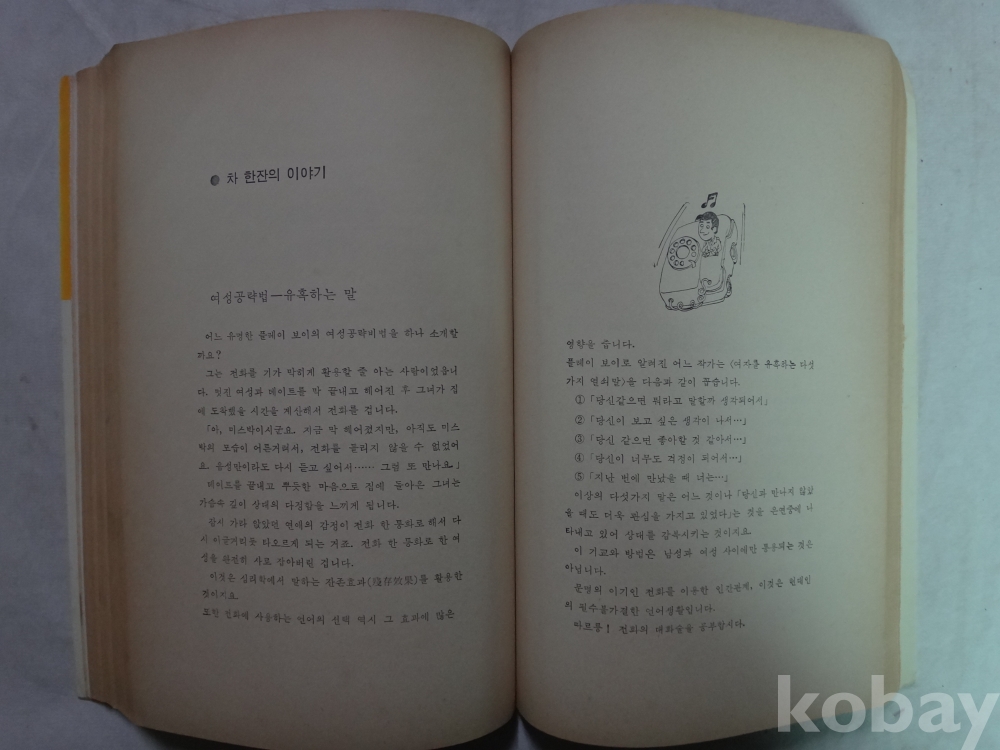 ● 차 한잔의 이야기
여성공략법―유혹하는 말
어느 유명한 플레이 보이의 여성공략비법을 하나 소개할
까요?
그는 전화를 기가 막히게 활용할 줄 아는 사람이었읍니
다. 멋진 여성과 데이트를 막 끝내고 헤어진 후 그녀가 집
에 도착했을 시간을 계산해서 전화를 겁니다.
「아, 미스박이시군요. 지금 막 헤어졌지만, 아직도 미스
박의 모습이 어른거려서, 전화를 걸리지 않을 수 없었어
요. 음성만이라도 다시 듣고 싶어서…… 그럼 또 만나요.」
데이트를 끝내고 뿌듯한 마음으로 집에 돌아온 그녀는
가슴속 깊이 상대의 다정함을 느끼게 됩니다.
잠시 가라 앉았던 연애의 감정이 전화 한 통화로 해서 다
시 이글거리듯 타오르게 되는 거죠. 전화 한 통화로 한 여
성을 완전히 사로 잡아버린 겁니다.
이것은 심리학에서 말하는 잔존효과(殘存效果)를 활용한
것이지요.
또한 전화에 사용하는 언어의 선택 역시 그 효과에 많은
영향을 줍니다.
플레이 보이로 알려진 어느 작가는 〈여자를 유혹하는 다섯
가지 열쇠말〉을 다음과 같이 꼽습니다.
① 「당신같으면 뭐라고 말할까 생각되어서」
② 「당신이 보고 싶은 생각이 나서…」
③ 「당신 같으면 좋아할 것 같아서…」
④ 「당신이 너무도 걱정이 되어서…」
⑤ 「지난 번에 만났을 때 너는…」
이상의 다섯가지 말은 어느 것이나 「당신과 만나지 않았
을 때도 더욱 관심을 가지고 있었다」는 것을 은연중에 나
타내고 있어 상대를 감복시키는 것이지요.
이 기교와 방법은 남성과 여성 사이에만 통용되는 것은
아닙니다.
문명의 이기인 전화를 이용한 인간관계, 이것은 현대인
의 필수불가결한 언어생활입니다.
따르릉! 전화의 대화술을 공부합시다.
kobay